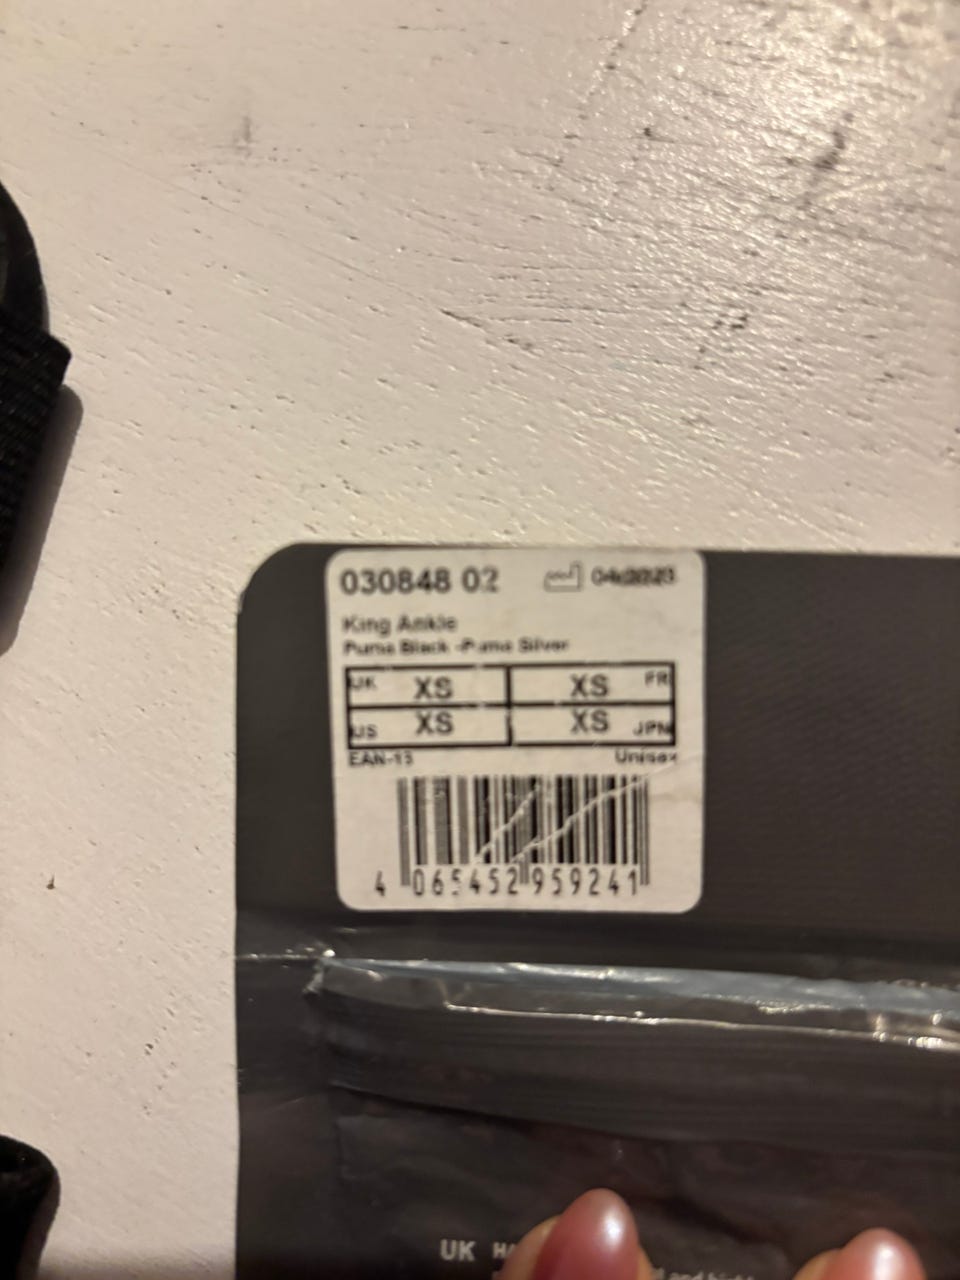 030848 02
King Ankle
Puma Black -Puma Silver
UK XS XS FR
US XS XS JPN
EAN-13 Unisex
4 065452 959241
UK
and